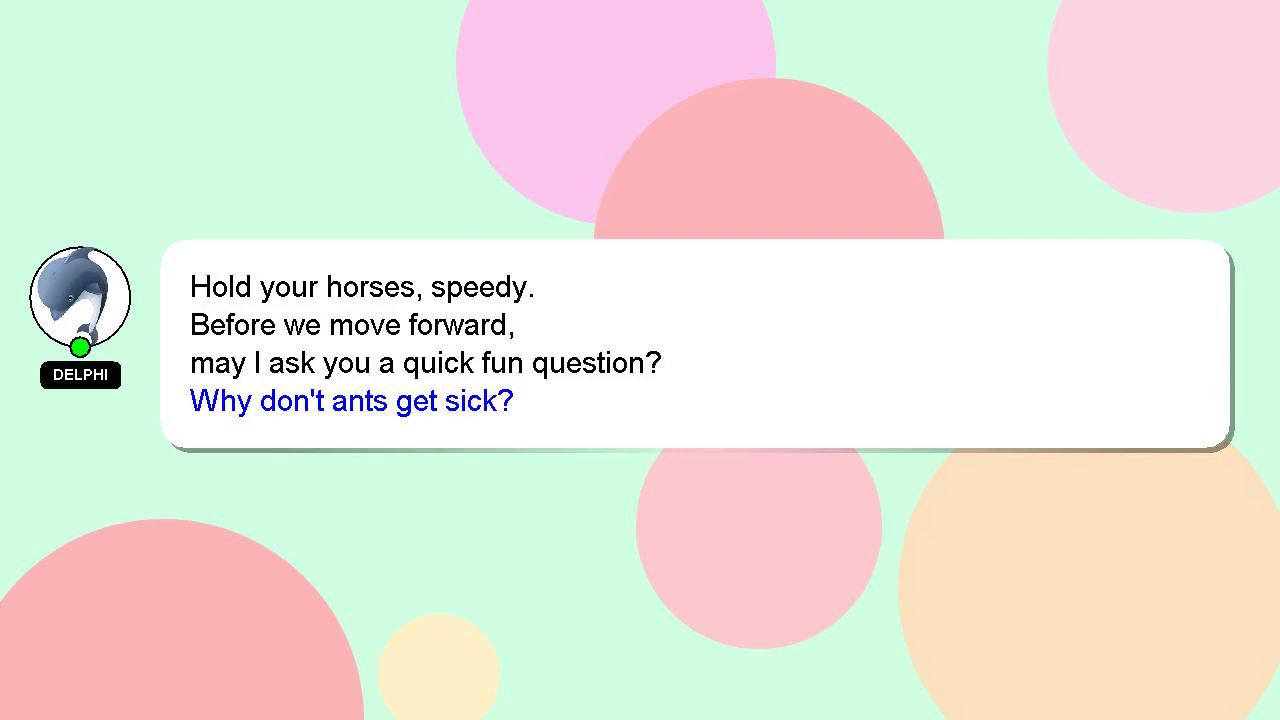 Hold your horses, speedy.
Before we move forward,
may I ask you a quick fun question?
Why don't ants get sick?
DELPHI